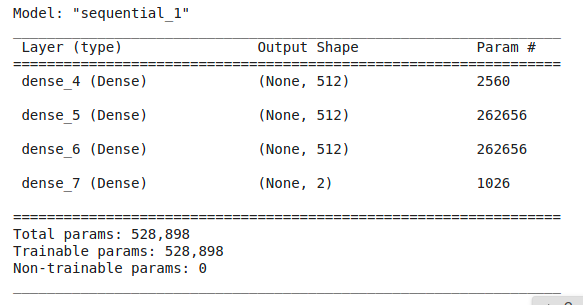 Model: "sequential_1"
Layer (type) Output Shape Param #
dense_4 (Dense) (None, 512) 2560
dense_5 (Dense) (None, 512) 262656
dense_6 (Dense) (None, 512) 262656
dense_7 (Dense) (None, 2) 1026
Total params: 528,898
Trainable params: 528,898
Non-trainable params: 0